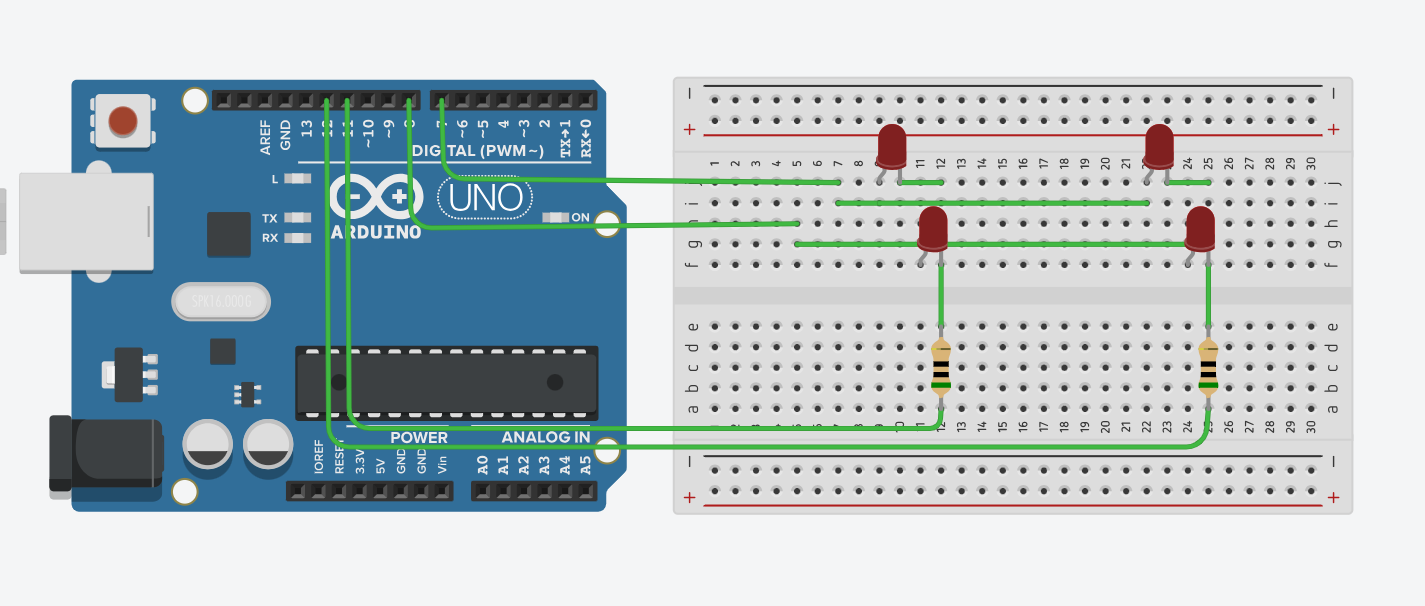 AREF
GND
13
12
11
~10
~9
8
7
~6
~5
4
~3
2
TX→1
RX←0
DIGITAL (PWM~)
L
TX
RX
UNO
ON
ARDUINO
SPK16.000G
POWER
ANALOG IN
IOREF
RESET
3.3V
5V
GND
GND
Vin
A0
A1
A2
A3
A4
A5
− −
+ +
1 2 3 4 5 6 7 8 9 10 11 12 13 14 15 16 17 18 19 20 21 22 24 25 26 27 28 29 30
j j
i i
h h
g g
f f
e e
d d
c c
b b
a a
1 2 3 4 5 6 7 8 9 10 11 12 13 14 15 16 17 18 19 20 21 22 23 24 25 26 27 28 29 30
− −
+ +